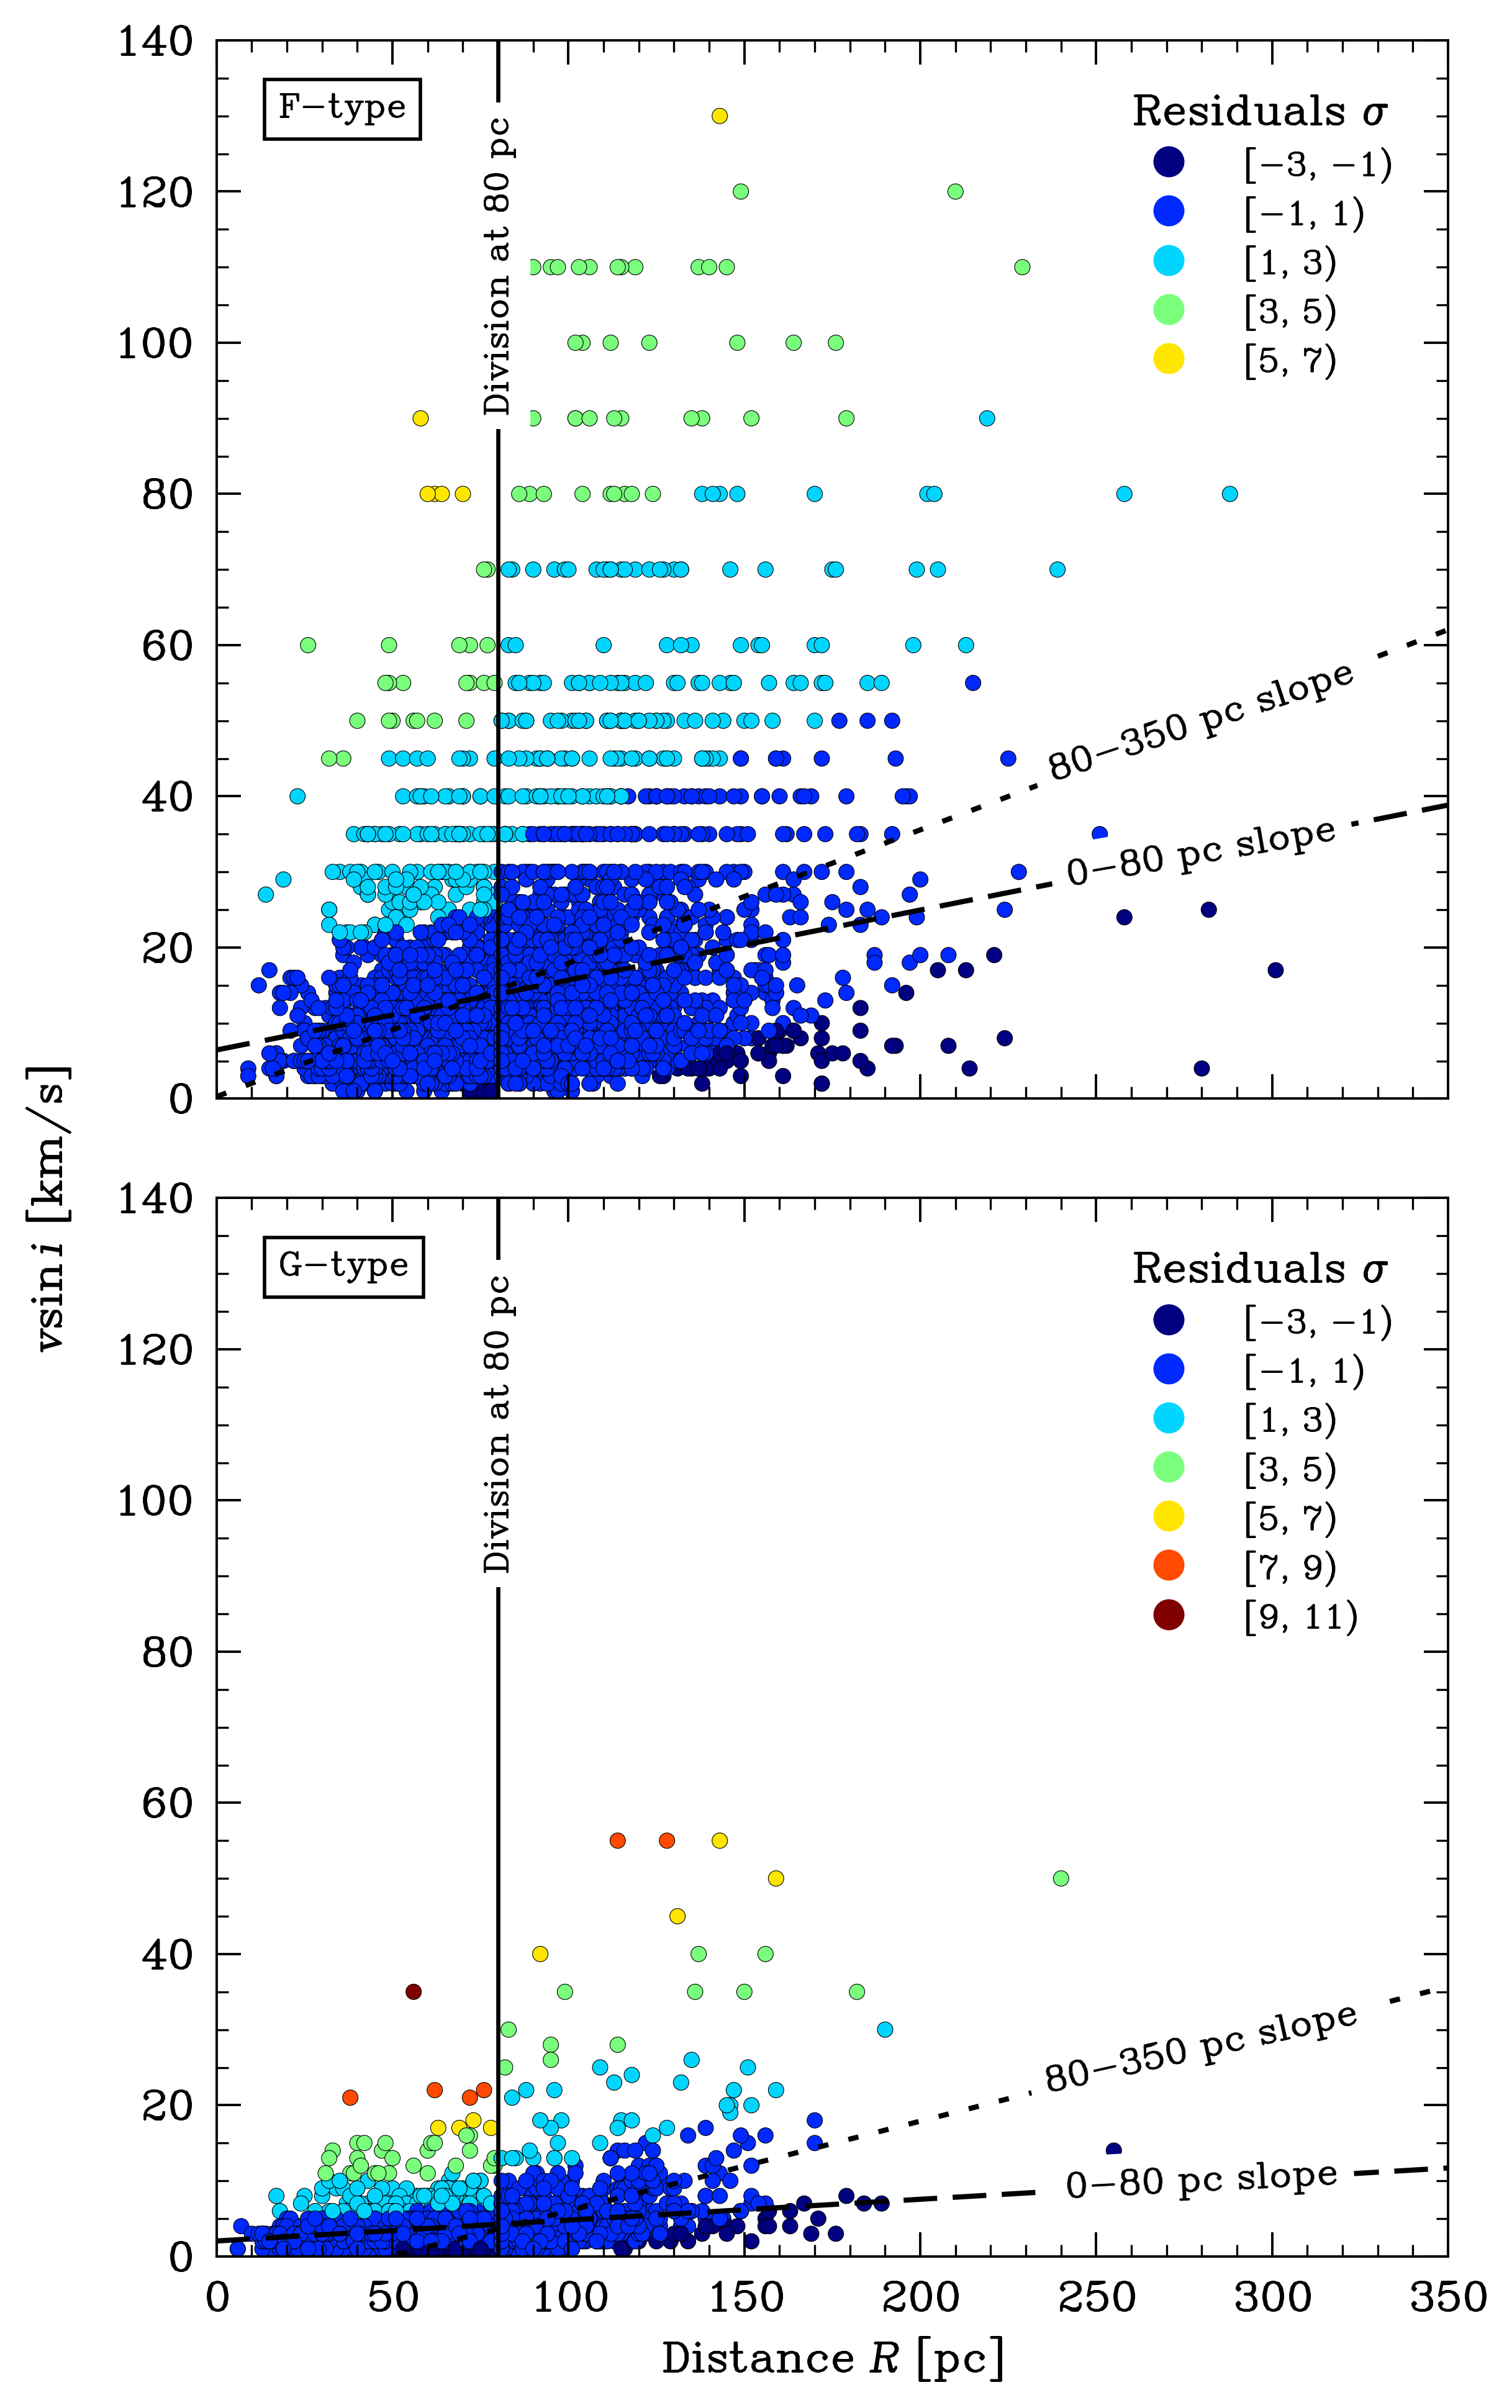 140
120
100
80
60
40
20
0
F−type
Division at 80 pc
Residuals σ
[−3, −1)
[−1, 1)
[1, 3)
[3, 5)
[5, 7)
80−350 pc slope
0−80 pc slope
vsin i [km/s]
140
120
100
80
60
40
20
0
G−type
Division at 80 pc
Residuals σ
[−3, −1)
[−1, 1)
[1, 3)
[3, 5)
[5, 7)
[7, 9)
[9, 11)
80−350 pc slope
0−80 pc slope
0 50 100 150 200 250 300 350
Distance R [pc]